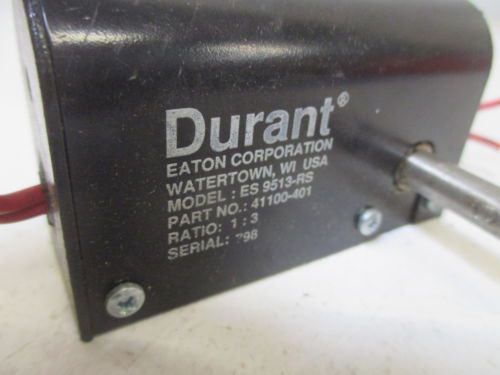 Durant®
EATON CORPORATION
WATERTOWN, WI USA
MODEL: ES 9513-RS
PART NO.: 41100-401
RATIO: 1 : 3
SERIAL: 798